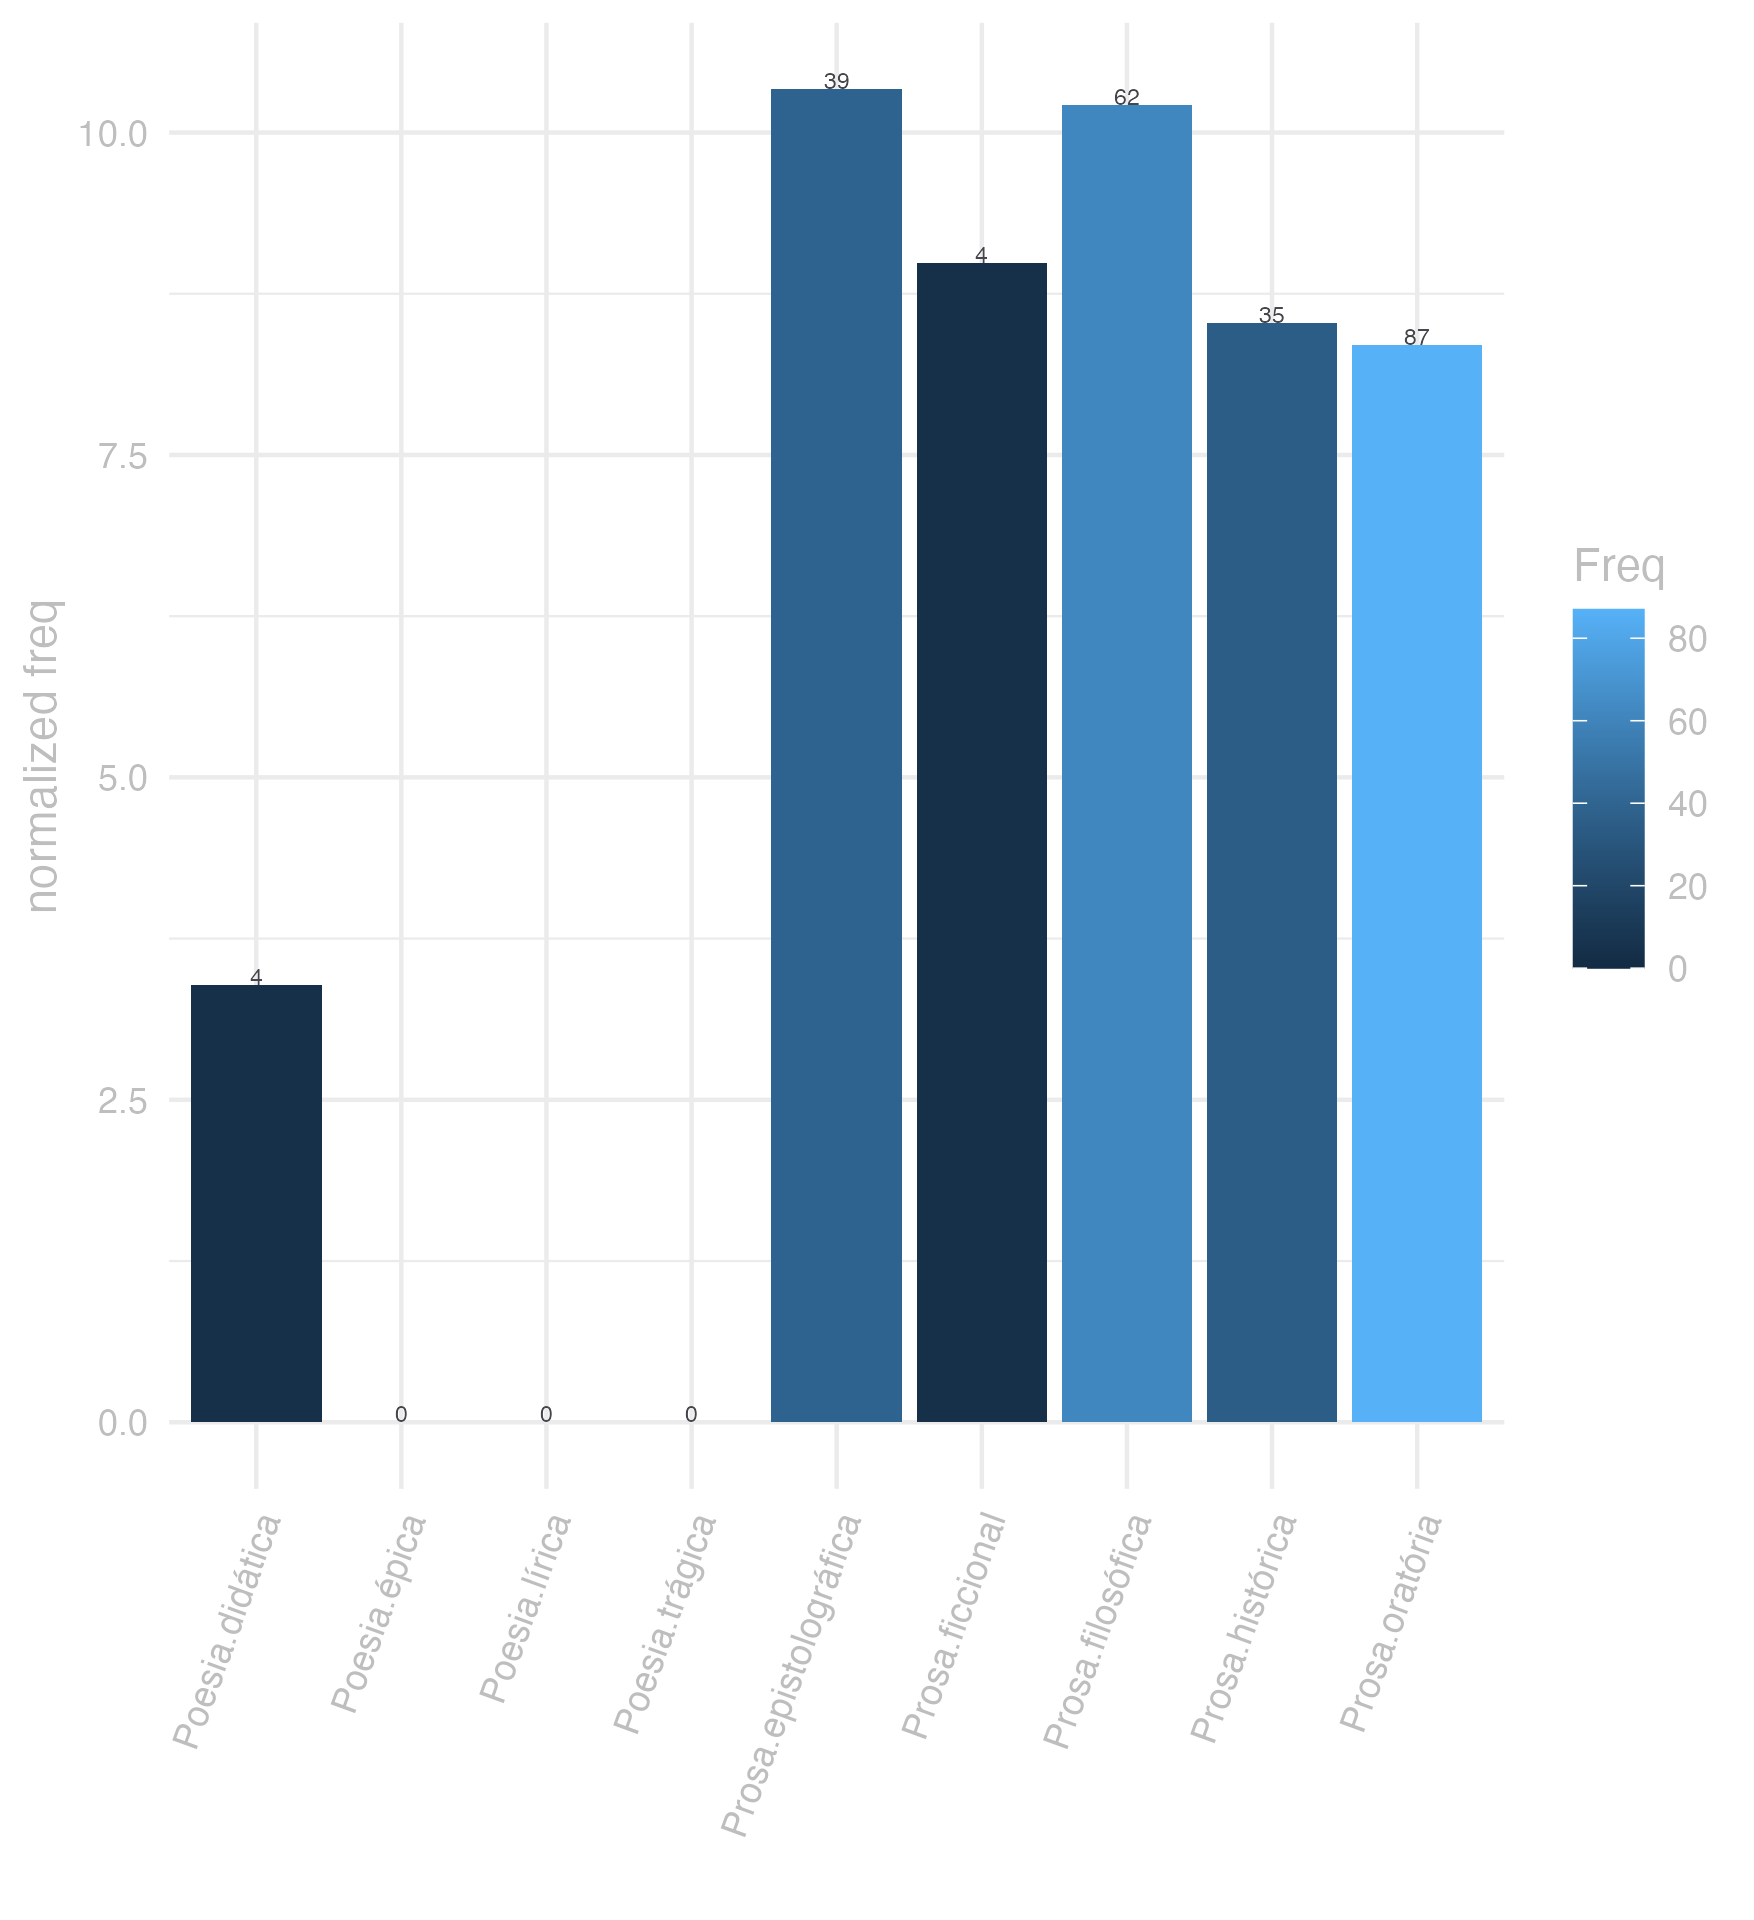 39
62
10.0
4
35
87
7.5
Freq
80
60
normalized freq
5.0
40
20
4
0
2.5
0 0 0
0.0
Poesia.didática
Poesia.épica
Poesia.lírica
Poesia.trágica
Prosa.epistolográfica
Prosa.ficcional
Prosa.filosófica
Prosa.histórica
Prosa.oratória